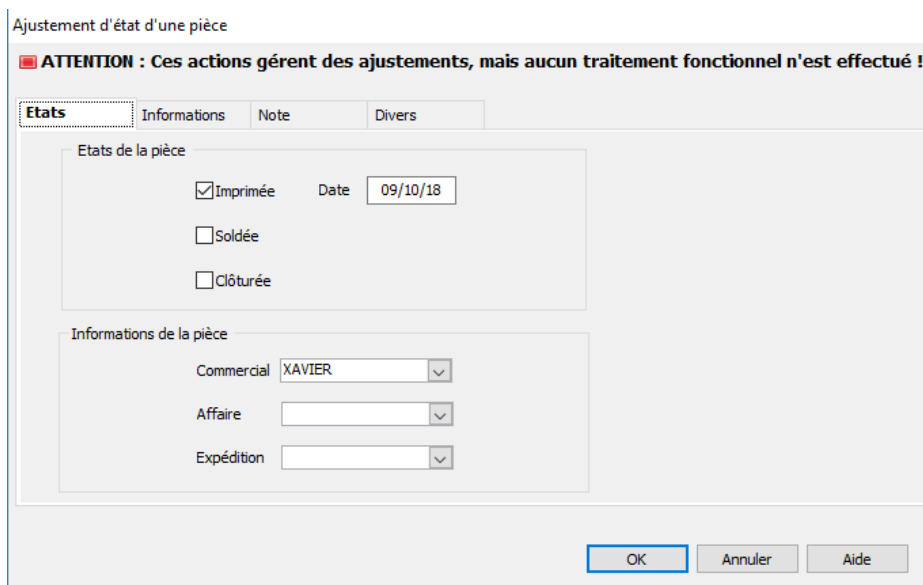 Ajustement d'état d'une pièce
ATTENTION : Ces actions gérent des ajustements, mais aucun traitement fonctionnel n'est effectué !
Etats Informations Note Divers
Etats de la pièce
Imprimée Date 09/10/18
Soldée
Clôturée
Informations de la pièce
Commercial XAVIER
Affaire
Expédition
OK Annuler Aide